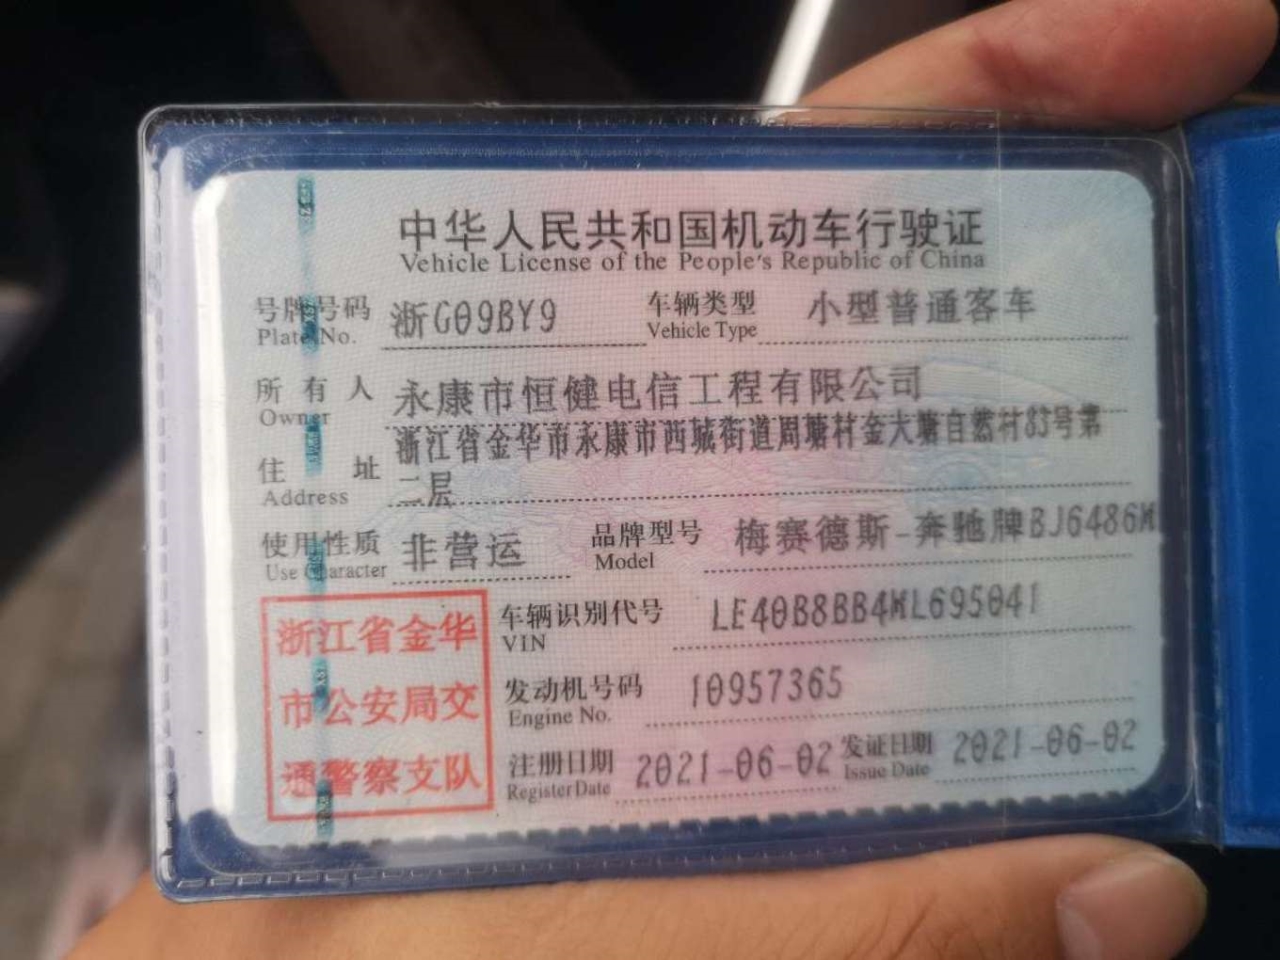 中华人民共和国机动车行驶证
Vehicle License of the People's Republic of China
号牌号码 浙G09BY9 车辆类型 小型普通客车
Plate No. Vehicle Type
所有人 永康市恒健电信工程有限公司
Owner
住址 浙江省金华市永康市西城街道周塘村金大塘自然村83号第
Address 二层
使用性质 非营运 品牌型号 梅赛德斯-奔驰牌BJ6486M
Use Character Model
浙江省金华
市公安局交
通警察支队
车辆识别代号 LE40B8BB4ML695041
VIN
发动机号码 10957365
Engine No.
注册日期 2021-06-02 发证日期 2021-06-02
Register Date Issue Date